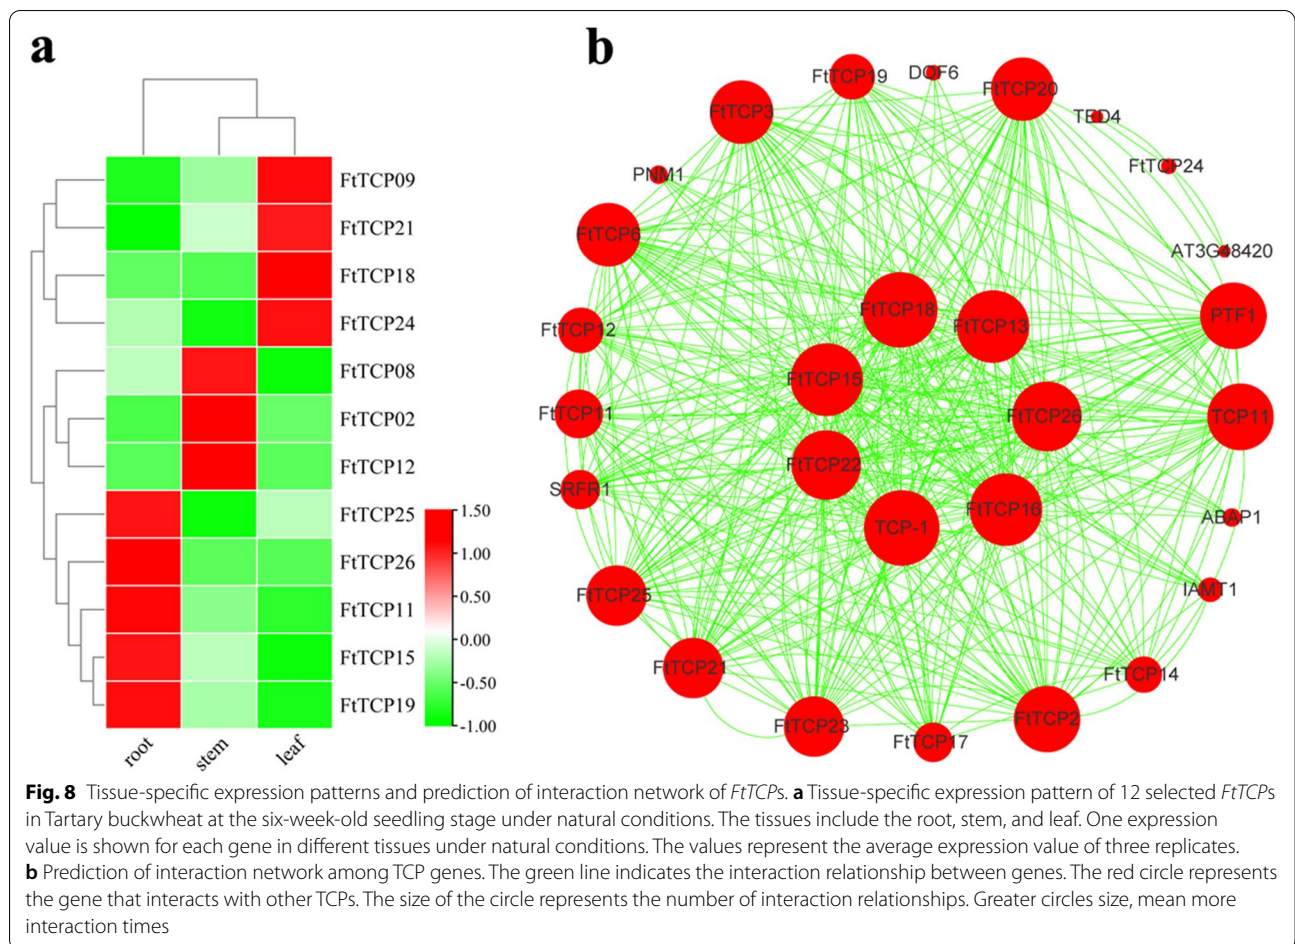 a
FtTCP09
FtTCP21
FtTCP18
FtTCP24
FtTCP08
FtTCP02
FtTCP12
FtTCP25
FtTCP26
FtTCP11
FtTCP15
FtTCP19
root
stem
leaf
1.50
1.00
0.50
0.00
-0.50
-1.00
b
FtTCP19
DOF6
FtTCP20
FtTCP3
TED4
FtTCP24
PNM1
FtTCP6
AT3G48420
FtTCP18
FtTCP13
PTF1
FtTCP12
FtTCP15
FtTCP11
FtTCP26
TCP11
FtTCP22
SRFR1
TCP-1
FtTCP16
ABAP1
FtTCP25
IAMT1
FtTCP21
FtTCP14
FtTCP23
FtTCP17
FtTCP2
Fig. 8 Tissue-specific expression patterns and prediction of interaction network of FtTCPs. a Tissue-specific expression pattern of 12 selected FtTCPs
in Tartary buckwheat at the six-week-old seedling stage under natural conditions. The tissues include the root, stem, and leaf. One expression
value is shown for each gene in different tissues under natural conditions. The values represent the average expression value of three replicates.
b Prediction of interaction network among TCP genes. The green line indicates the interaction relationship between genes. The red circle represents
the gene that interacts with other TCPs. The size of the circle represents the number of interaction relationships. Greater circles size, mean more
interaction times